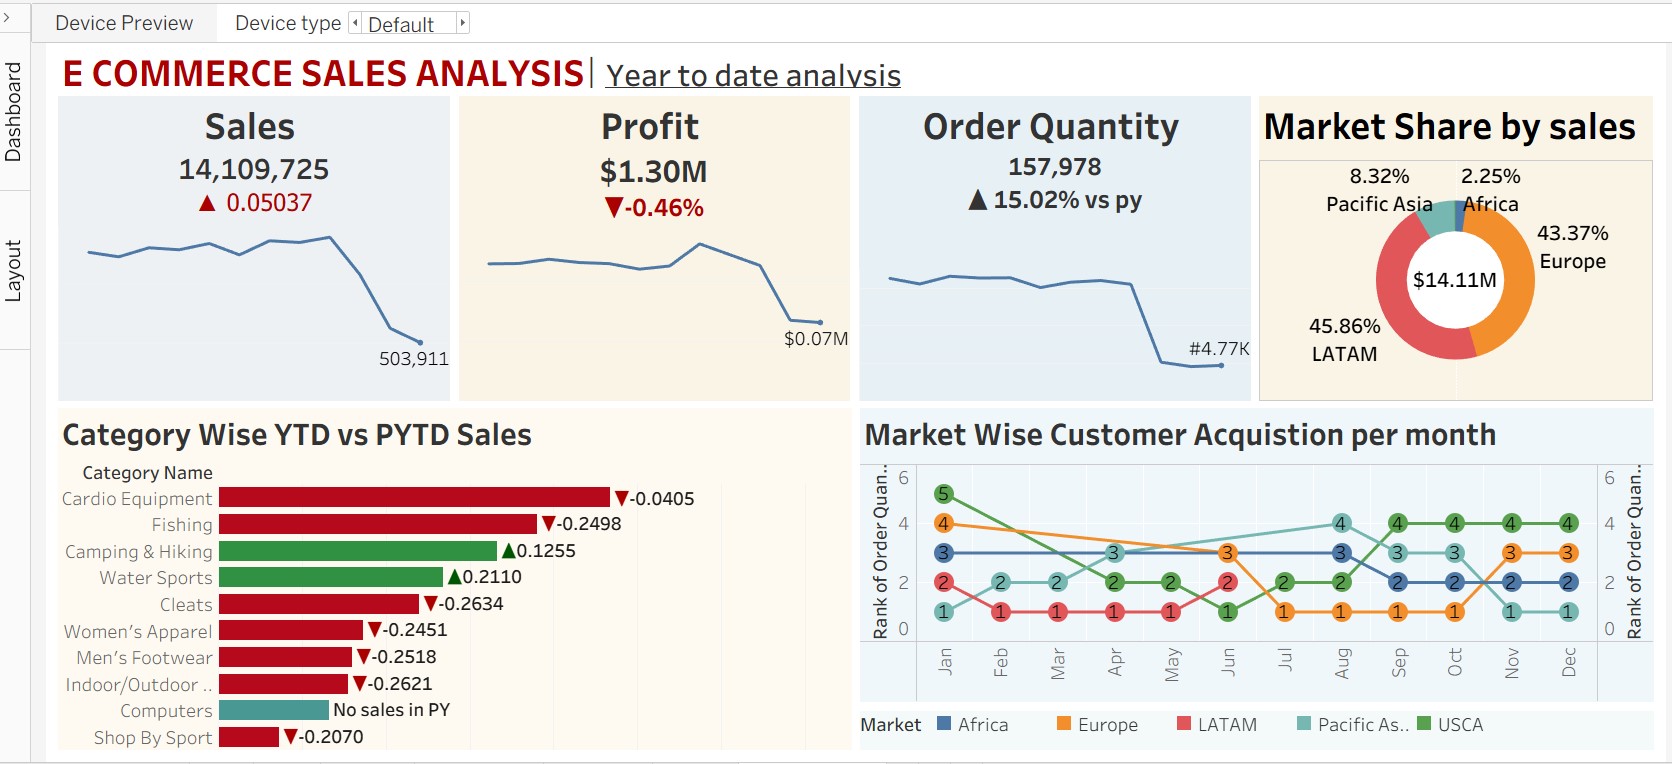 Device Preview
Device type
Default
Dashboard
Layout
E COMMERCE SALES ANALYSIS| Year to date analysis
Sales
14,109,725
▲ 0.05037
503,911
Profit
$1.30M
▼-0.46%
$0.07M
Order Quantity
157,978
▲ 15.02% vs py
#4.77K
Market Share by sales
8.32%
Pacific Asia
2.25%
Africa
43.37%
Europe
$14.11M
45.86%
LATAM
Category Wise YTD vs PYTD Sales
Category Name
Cardio Equipment ▼-0.0405
Fishing ▼-0.2498
Camping & Hiking ▲0.1255
Water Sports ▲0.2110
Cleats ▼-0.2634
Women's Apparel ▼-0.2451
Men's Footwear ▼-0.2518
Indoor/Outdoor .. ▼-0.2621
Computers No sales in PY
Shop By Sport ▼-0.2070
Market Wise Customer Acquistion per month
Rank of Order Quan..
6
4
2
0
5
4 4 4 4 4 4
3 3 3 3 3 3 3 3
2 2 2 2 2 2 2 2 2 2 2 2
1 1 1 1 1 1 1 1 1 1 1 1
6
4
2
0
Rank of Order Quan..
Jan Feb Mar Apr May Jun Jul Aug Sep Oct Nov Dec
Market Africa Europe LATAM Pacific As.. USCA